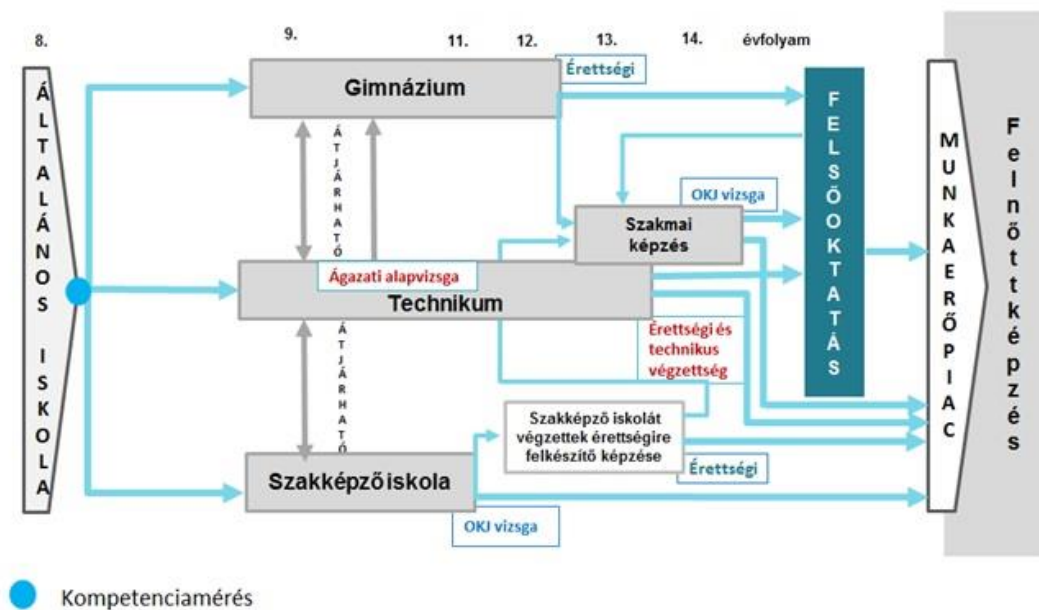 8.
9.
11.
12.
13.
14.
évfolyam
ÁLTALÁNOS ISKOLA
Gimnázium
Érettségi
ÁTJÁRHATÓ
OKJ vizsga
Szakmai
képzés
Ágazati alapvizsga
Technikum
Érettségi és
technikus
végzettség
ÁTJÁRHATÓ
Szakképző iskolát
végzettek érettségire
felkészítő képzése
Érettségi
Szakképző iskola
OKJ vizsga
FELSŐOKTATÁS
MUNKAERŐPIAC
Felnőttképzés
Kompetenciamérés